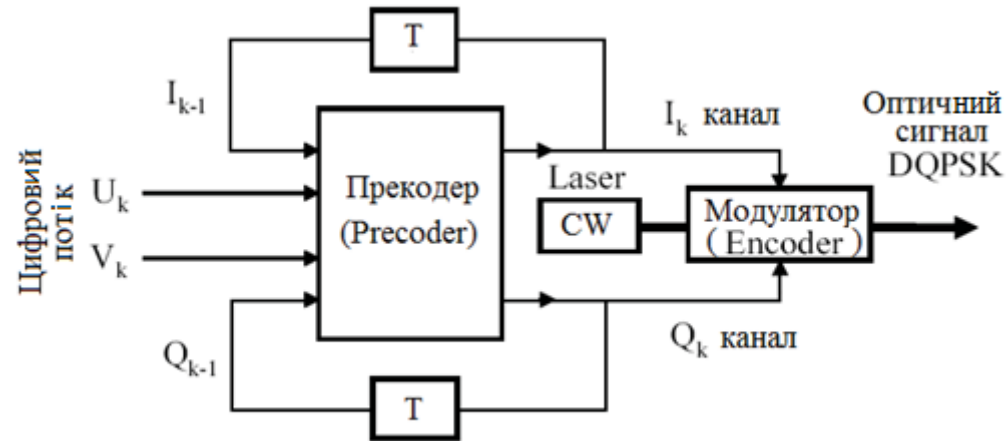 T
I_{k-1}
I_k канал
Оптичний
сигнал
DQPSK
Цифровий
потік
U_k
V_k
Прекодер
(Precoder)
Laser
CW
Модулятор
( Encoder )
Q_{k-1}
Q_k канал
T